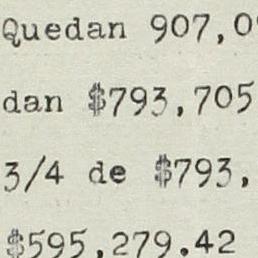 Quedan 907,0
dan $793,705
3/4 de $793,
$595,279.42